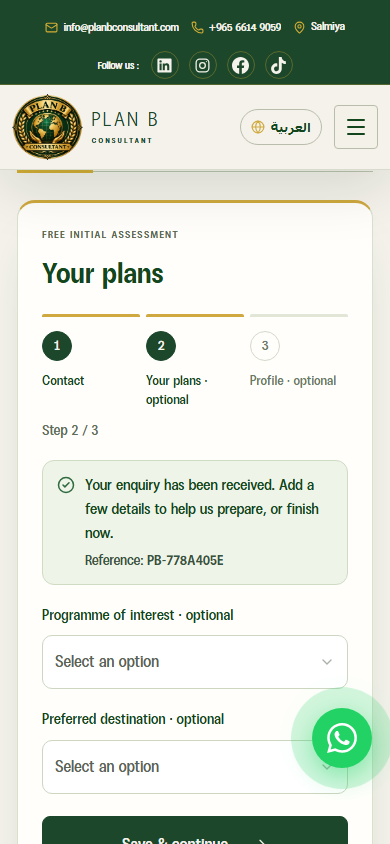 info@planbconsultant.com +965 6614 9059 Salmiya
Follow us :
PLAN B
CONSULTANT
PLAN B
CONSULTANT
العربية
FREE INITIAL ASSESSMENT
Your plans
1 2 3
Contact Your plans · optional Profile · optional
Step 2 / 3
Your enquiry has been received. Add a
few details to help us prepare, or finish
now.
Reference: PB-778A405E
Programme of interest · optional
Select an option
Preferred destination · optional
Select an option
Save & continue